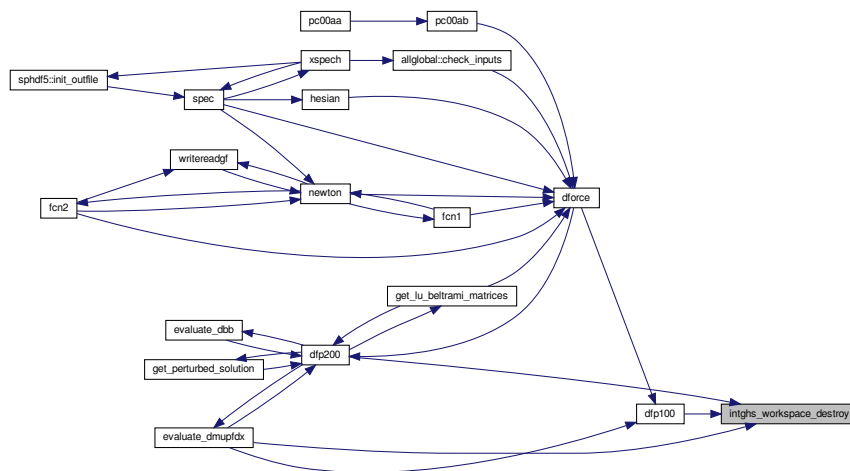 pc00aa
pc00ab
xspech
allglobal::check_inputs
sphdf5::init_outfile
spec
hesian
writereadgf
newton
dforce
fcn2
fcn1
get_lu_beltrami_matrices
evaluate_dbb
dfp200
get_perturbed_solution
dfp100
intghs_workspace_destroy
evaluate_dmupfdx